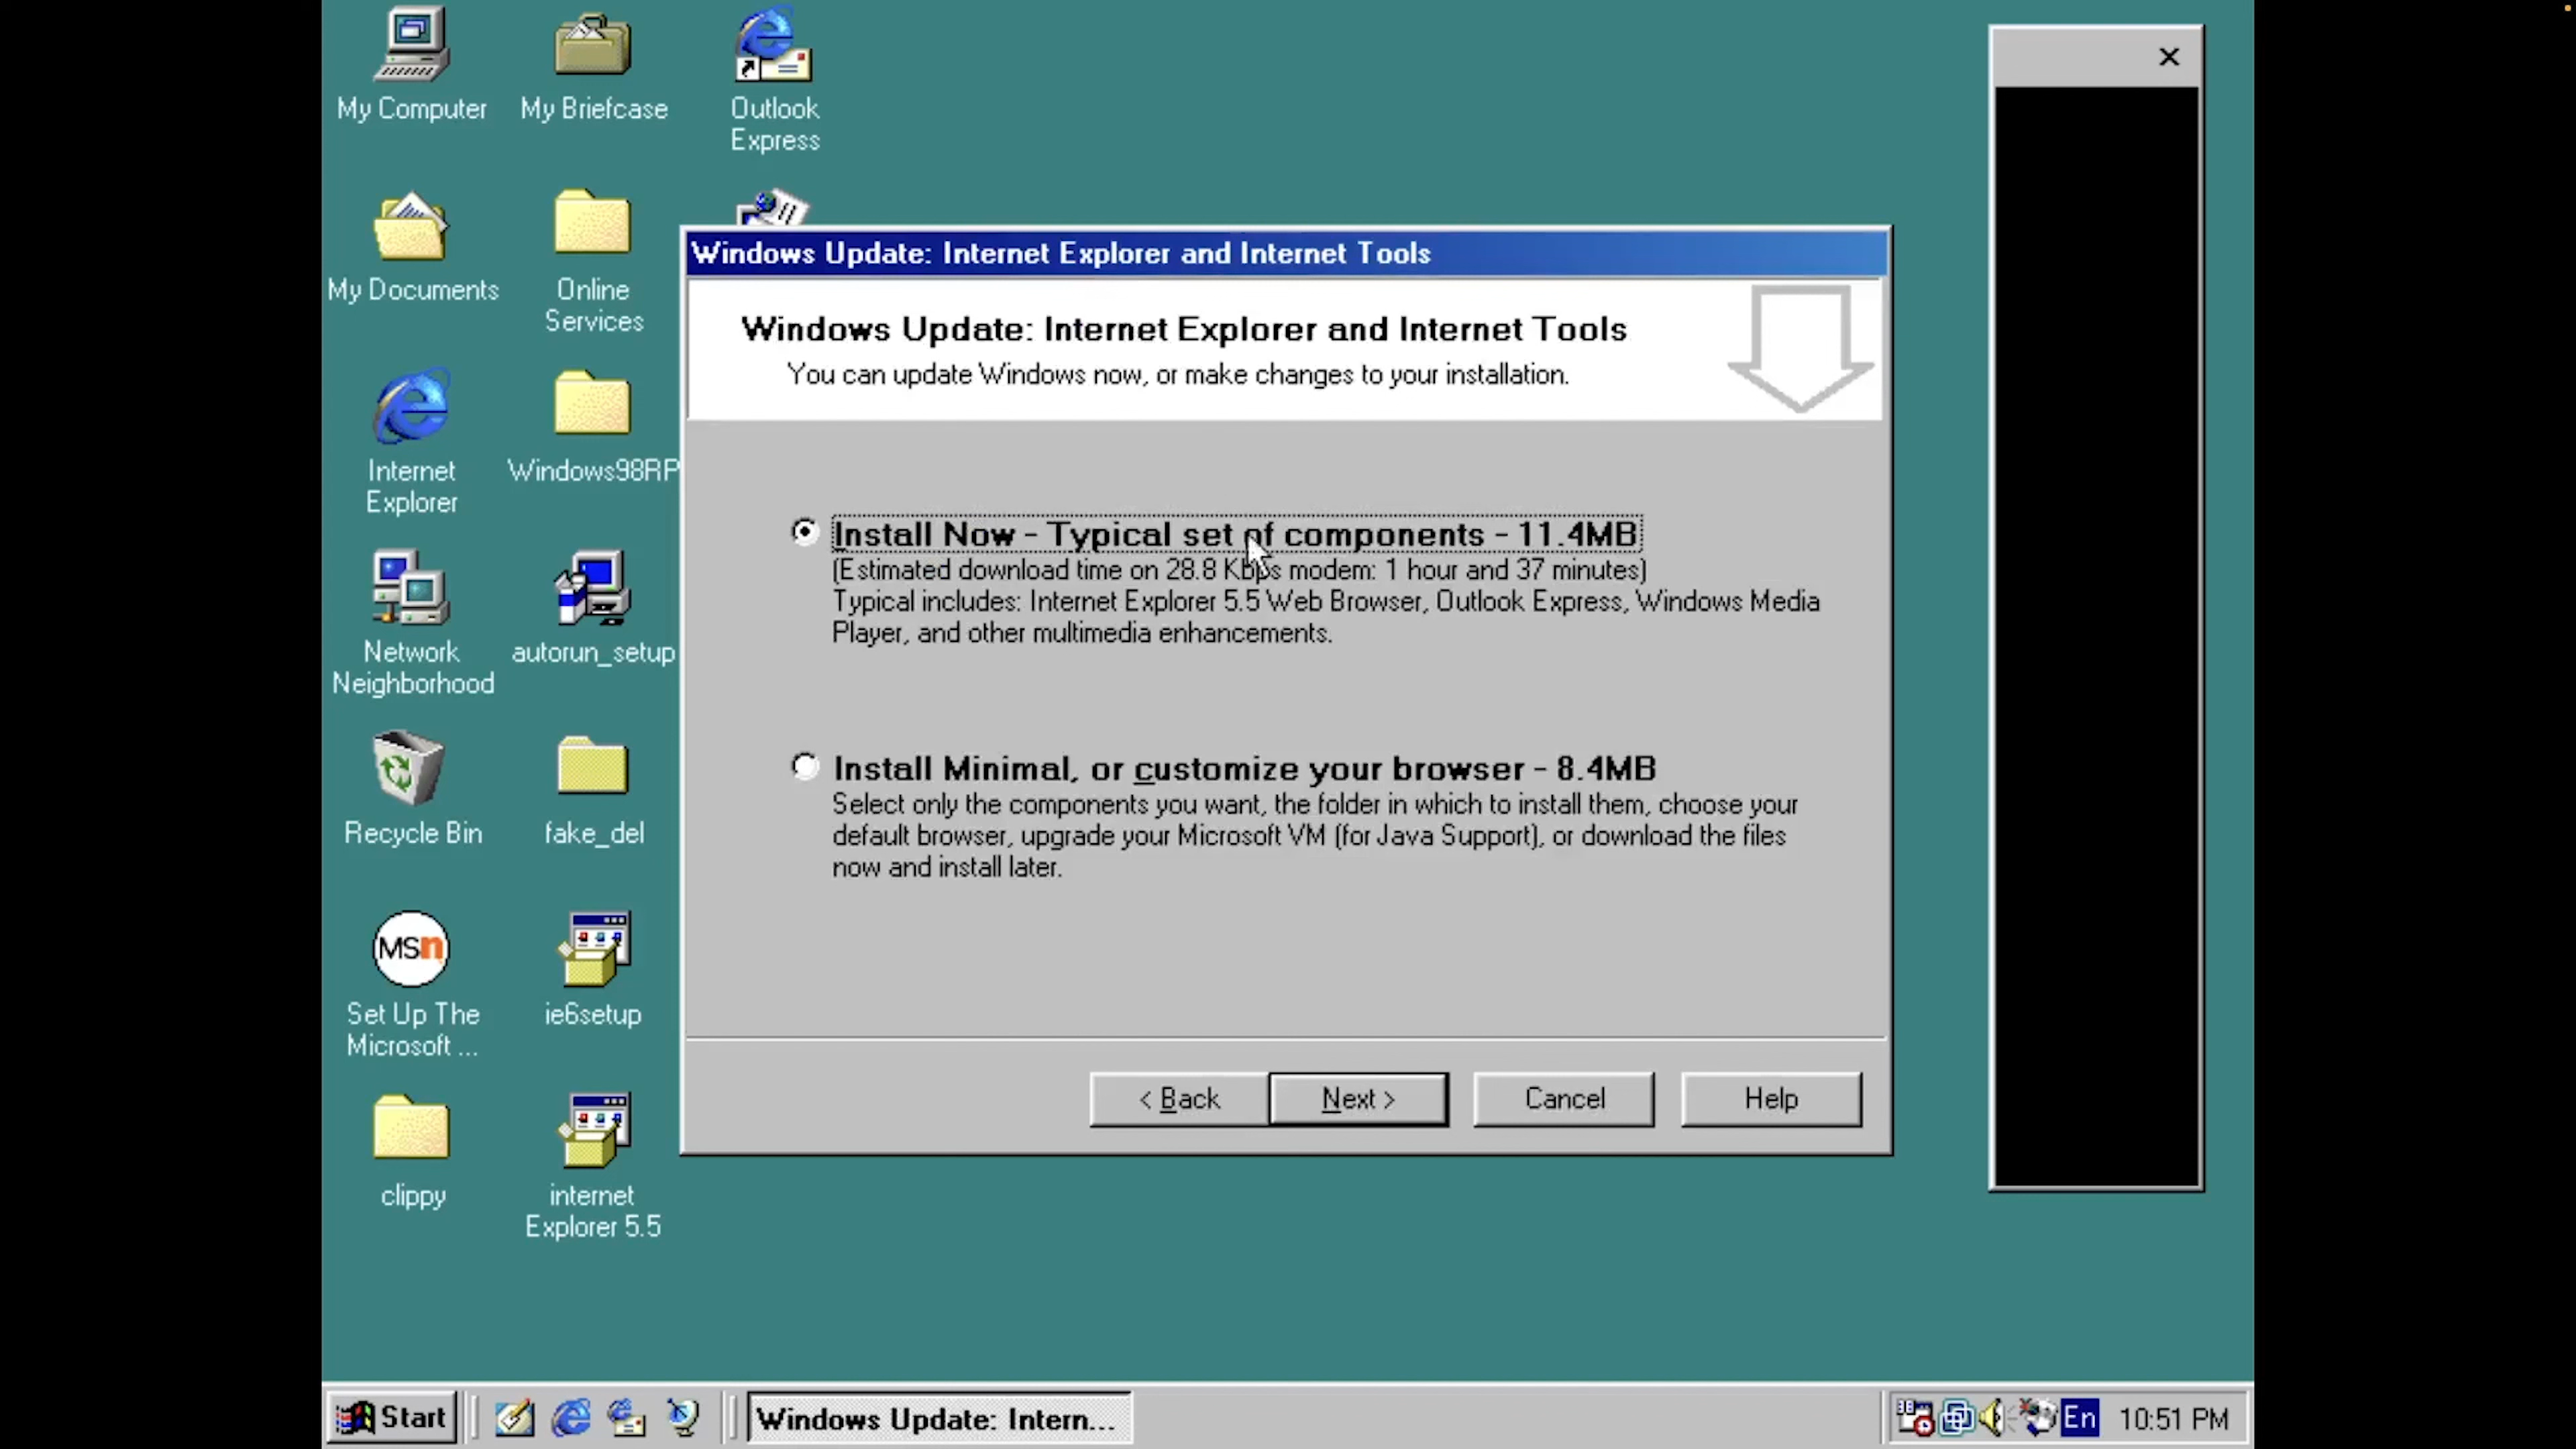 My Computer
My Briefcase
Outlook
Express
My Documents
Online
Services
Internet
Explorer
Windows98RP
Network
Neighborhood
autorun_setup
Recycle Bin
fake_del
MSn
Set Up The
Microsoft ...
ie6setup
clippy
internet
Explorer 5.5
Windows Update: Internet Explorer and Internet Tools
Windows Update: Internet Explorer and Internet Tools
You can update Windows now, or make changes to your installation.
Install Now - Typical set of components - 11.4MB
(Estimated download time on 28.8 Kbps modem: 1 hour and 37 minutes)
Typical includes: Internet Explorer 5.5 Web Browser, Outlook Express, Windows Media
Player, and other multimedia enhancements.
Install Minimal, or customize your browser - 8.4MB
Select only the components you want, the folder in which to install them, choose your
default browser, upgrade your Microsoft VM (for Java Support), or download the files
now and install later.
< Back
Next >
Cancel
Help
Start
Windows Update: Intern...
En
10:51 PM